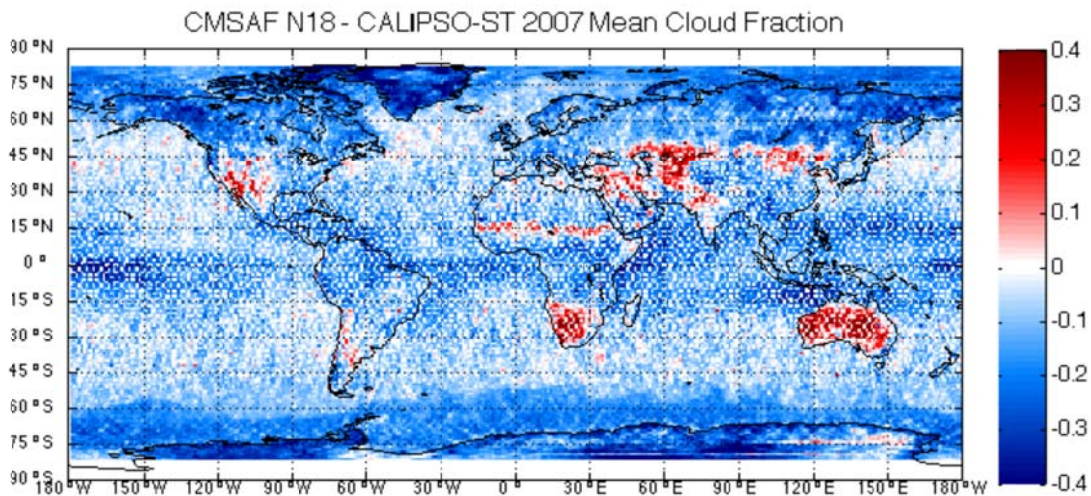 CMSAF N18 - CALIPSO-ST 2007 Mean Cloud Fraction
90°N
75°N
60°N
45°N
30°N
15°N
0°
15°S
30°S
45°S
60°S
75°S
90°S
180°W 150°W 120°W 90°W 60°W 30°W 0° 30°E 60°E 90°E 120°E 150°E 180°W
0.4
0.3
0.2
0.1
0
-0.1
-0.2
-0.3
-0.4